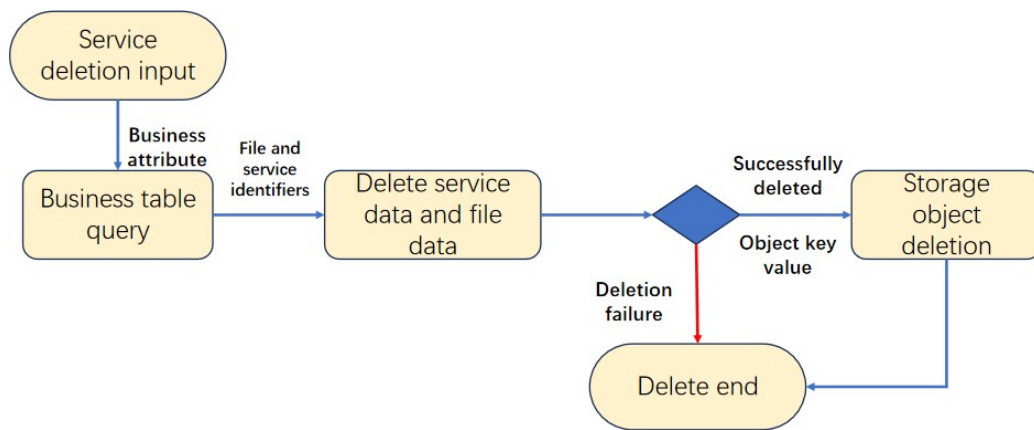 Service
deletion input
Business
attribute
Business table
query
File and
service
identifiers
Delete service
data and file
data
Successfully
deleted
Object key
value
Storage
object
deletion
Deletion
failure
Delete end